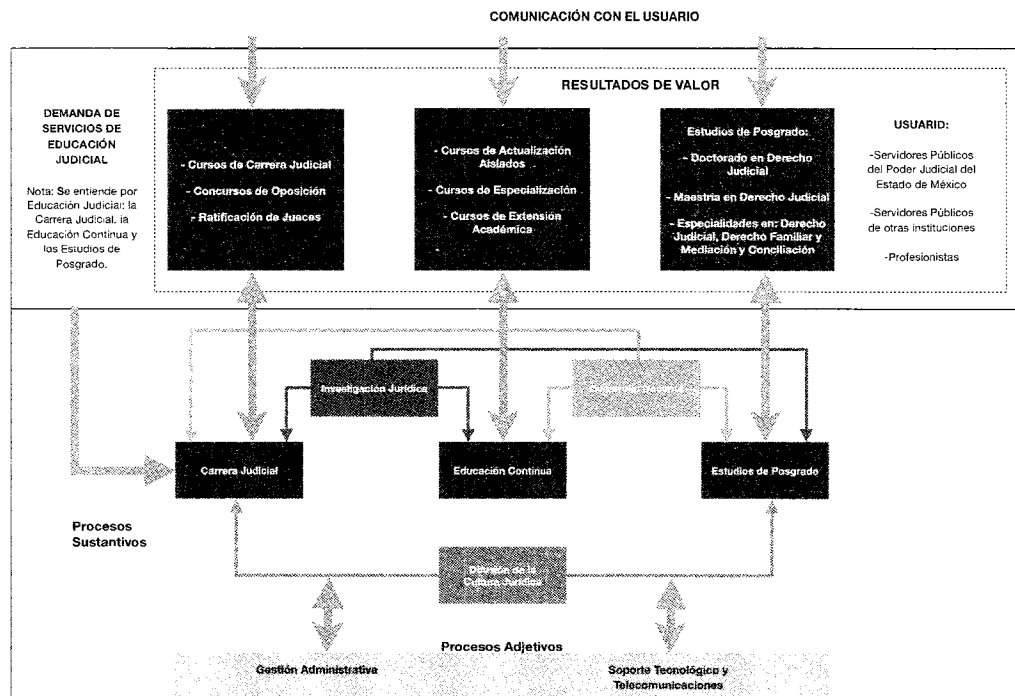 COMUNICACIÓN CON EL USUARIO
RESULTADOS DE VALOR
DEMANDA DE
SERVICIOS DE
EDUCACIÓN
JUDICIAL
Nota: Se entiende por
Educación Judicial: la
Carrera Judicial, la
Educación Continua y
los Estudios de
Posgrado.
- Cursos de Carrera Judicial
- Concursos de Oposición
- Ratificación de Jueces
- Cursos de Actualización
Aislados
- Cursos de Especialización
- Cursos de Extensión
Académica
-
Estudios de Posgrado:
- Doctorado en Derecho
Judicial
- Maestría en Derecho Judicial
- Especialidades en: Derecho
Judicial, Derecho Familiar y
Mediación y Conciliación
USUARIO:
-Servidores Públicos
del Poder Judicial del
Estado de México
-Servidores Públicos
de otras instituciones
-Profesionistas
Investigación Jurídica
Carrera Judicial
Educación Continua
Estudios de Posgrado
Procesos
Sustantivos
Difusión de la
Cultura Jurídica
Procesos Adjetivos
Gestión Administrativa
Soporte Tecnológico y
Telecomunicaciones